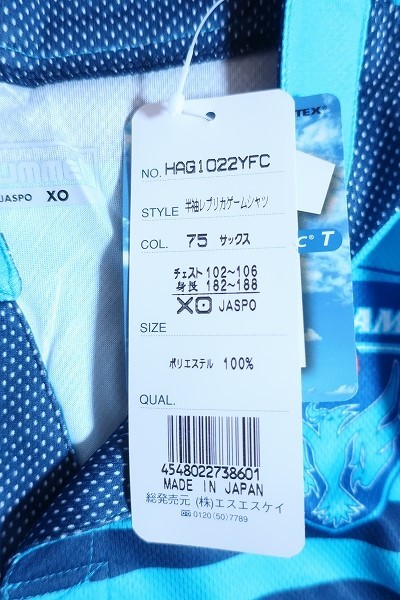 TEX®
NO. HAG1022YFC
HUMMEL
JASPO XO
STYLE 半袖レプリカゲームシャツ
COL. 75 サックス
C® T
チェスト 102~106
身長 182~188
XO JASPO
SIZE
AM
ポリエステル 100%
QUAL.
4548022738601
MADE IN JAPAN
総発売元 (株)エスエスケイ
0120(50)7789